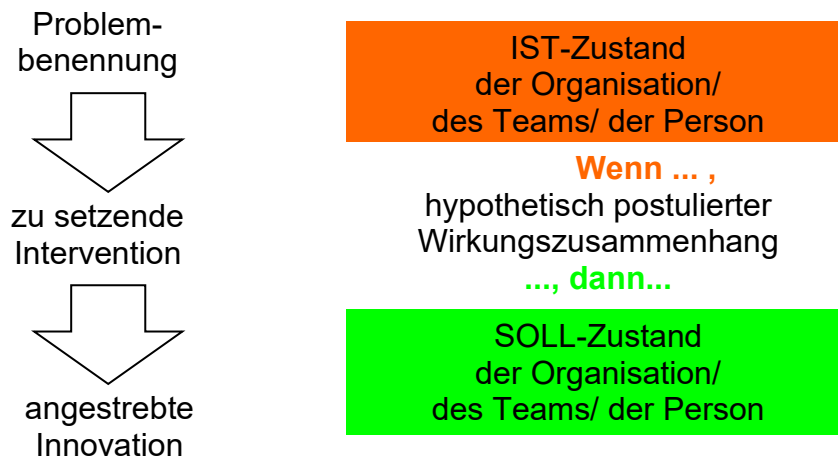 Problem-
benennung
IST-Zustand
der Organisation/
des Teams/ der Person
Wenn ... ,
zu setzende
Intervention
hypothetisch postulierter
Wirkungszusammenhang
..., dann...
angestrebte
Innovation
SOLL-Zustand
der Organisation/
des Teams/ der Person